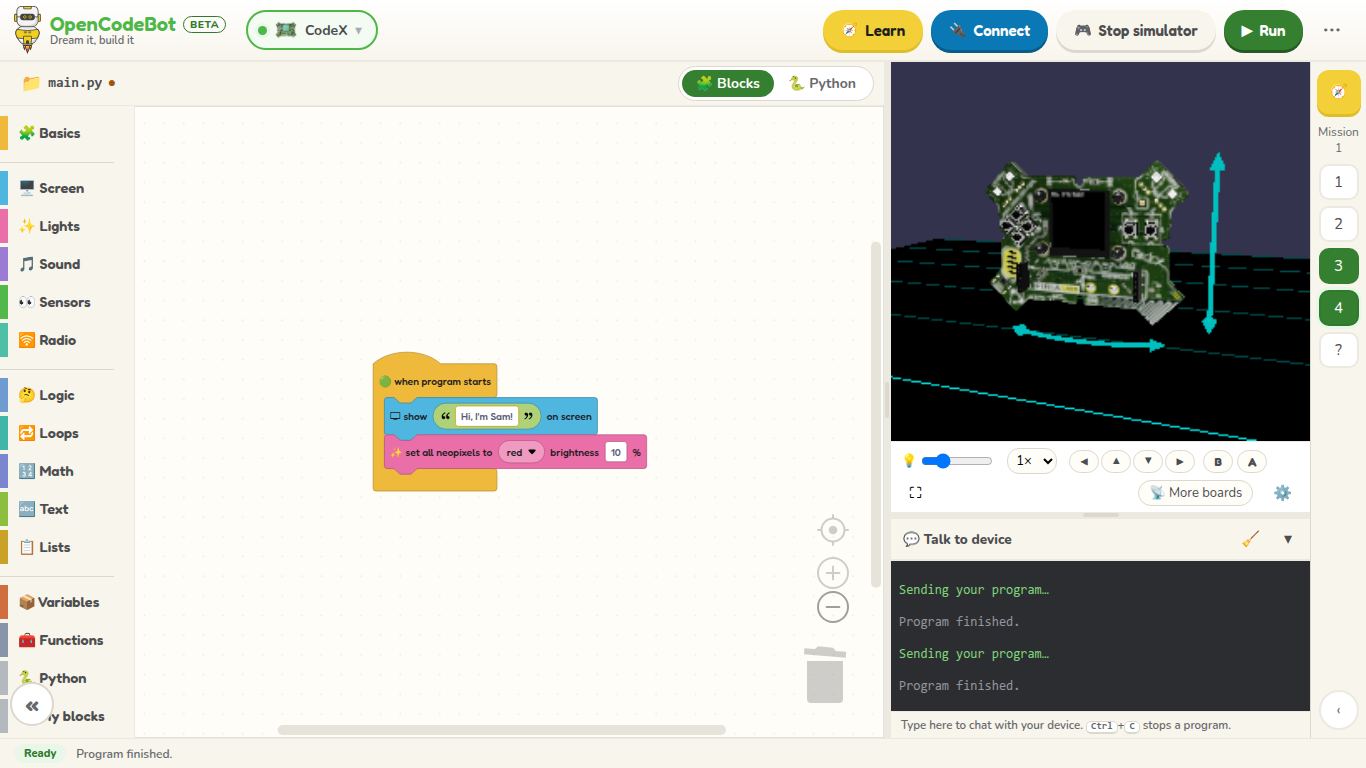 OpenCodeBot BETA
Dream it, build it
CodeX
Learn
Connect
Stop simulator
Run
main.py
Blocks
Python
Basics
Screen
Lights
Sound
Sensors
Radio
Logic
Loops
Math
Text
Lists
Variables
Functions
Python
y blocks
when program starts
show “ Hi, I'm Sam! ” on screen
set all neopixels to red brightness 10 %
1×
B
A
More boards
Talk to device
Sending your program…
Program finished.
Sending your program…
Program finished.
Type here to chat with your device. Ctrl + C stops a program.
Mission
1
1
2
3
4
?
Ready Program finished.